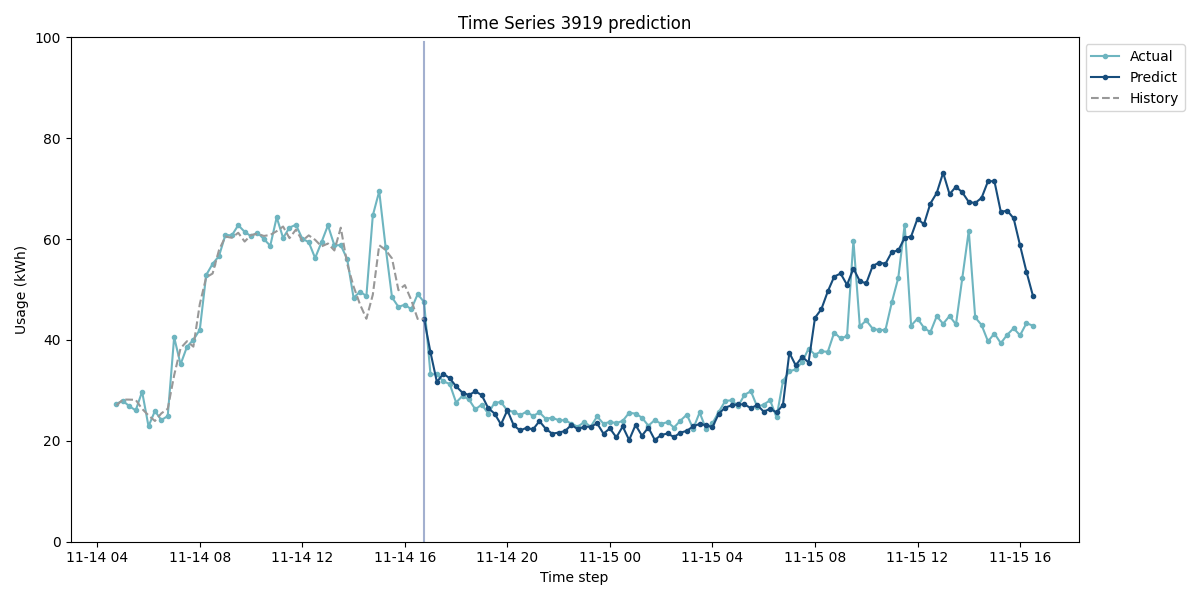 Time Series 3919 prediction
Usage (kWh)
100
80
60
40
20
0
11-14 04
11-14 08
11-14 12
11-14 16
11-14 20
11-15 00
11-15 04
11-15 08
11-15 12
11-15 16
Time step
Actual
Predict
History